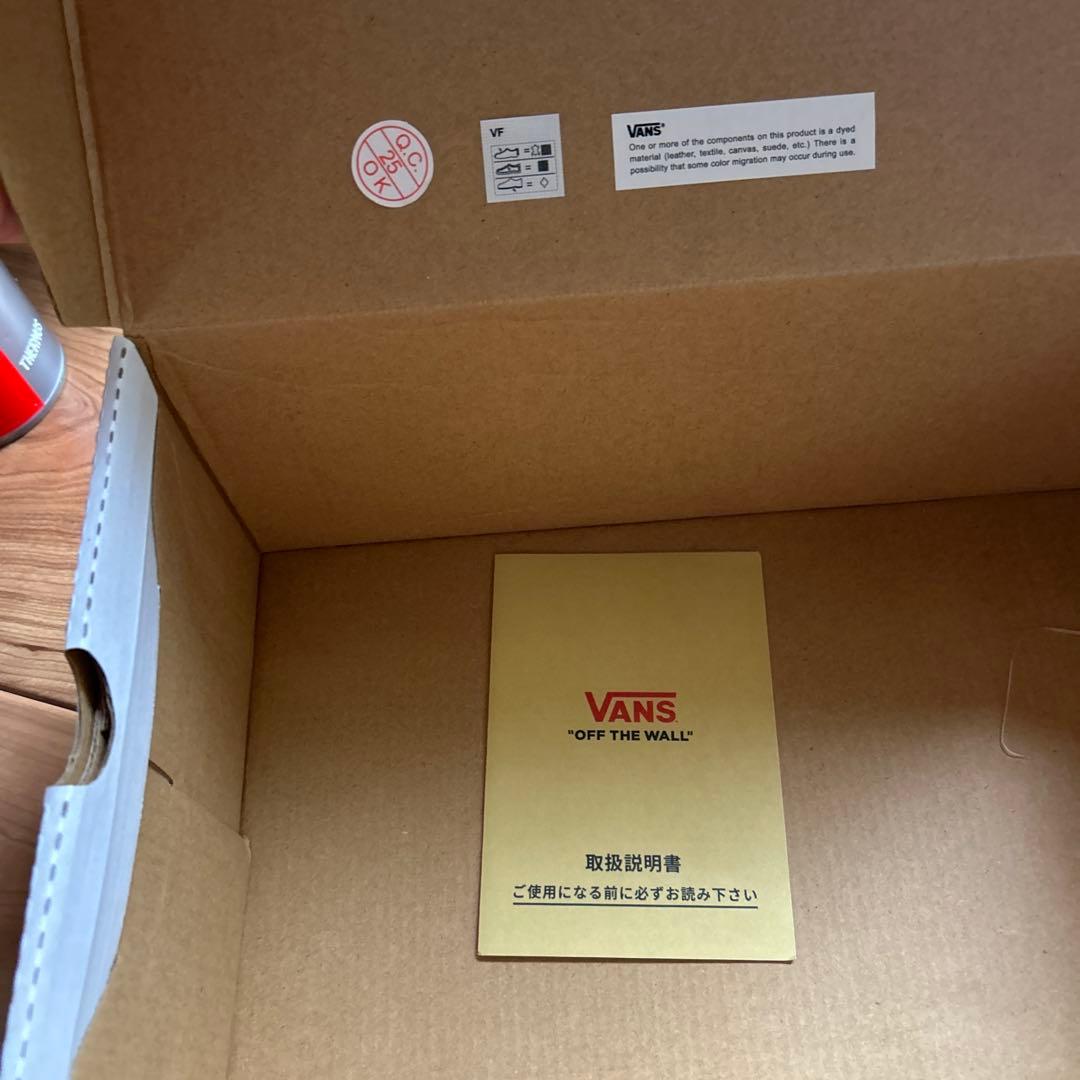 Q.C.
25
OK
VF
VANS
One or more of the components on this product is a dyed
material (leather, textile, canvas, suede, etc.) There is a
possibility that some color migration may occur during use.
THERMOS
VANS
"OFF THE WALL"
取扱説明書
ご使用になる前に必ずお読み下さい